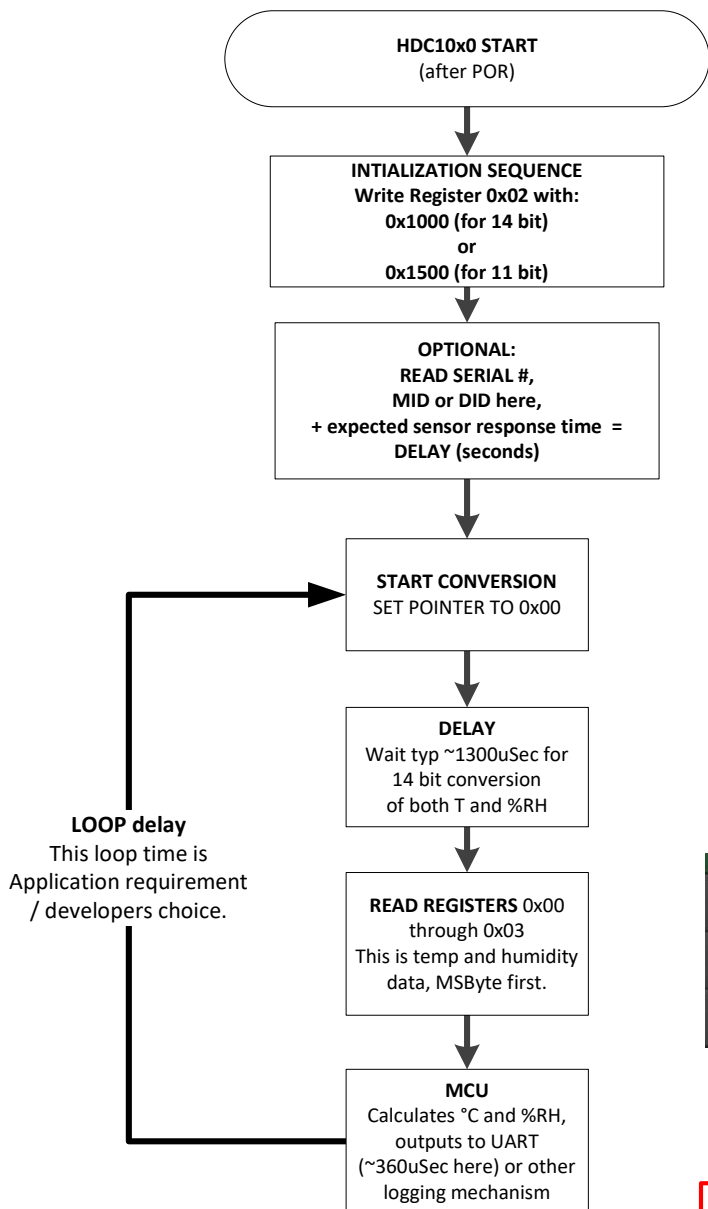 HDC10x0 START
(after POR)
INTIALIZATION SEQUENCE
Write Register 0x02 with:
0x1000 (for 14 bit)
or
0x1500 (for 11 bit)
OPTIONAL:
READ SERIAL #,
MID or DID here,
+ expected sensor response time =
DELAY (seconds)
START CONVERSION
SET POINTER TO 0x00
DELAY
Wait typ ~1300uSec for
14 bit conversion
of both T and %RH
LOOP delay
This loop time is
Application requirement
/ developers choice.
READ REGISTERS 0x00
through 0x03
This is temp and humidity
data, MSByte first.
MCU
Calculates °C and %RH,
outputs to UART
(~360uSec here) or other
logging mechanism